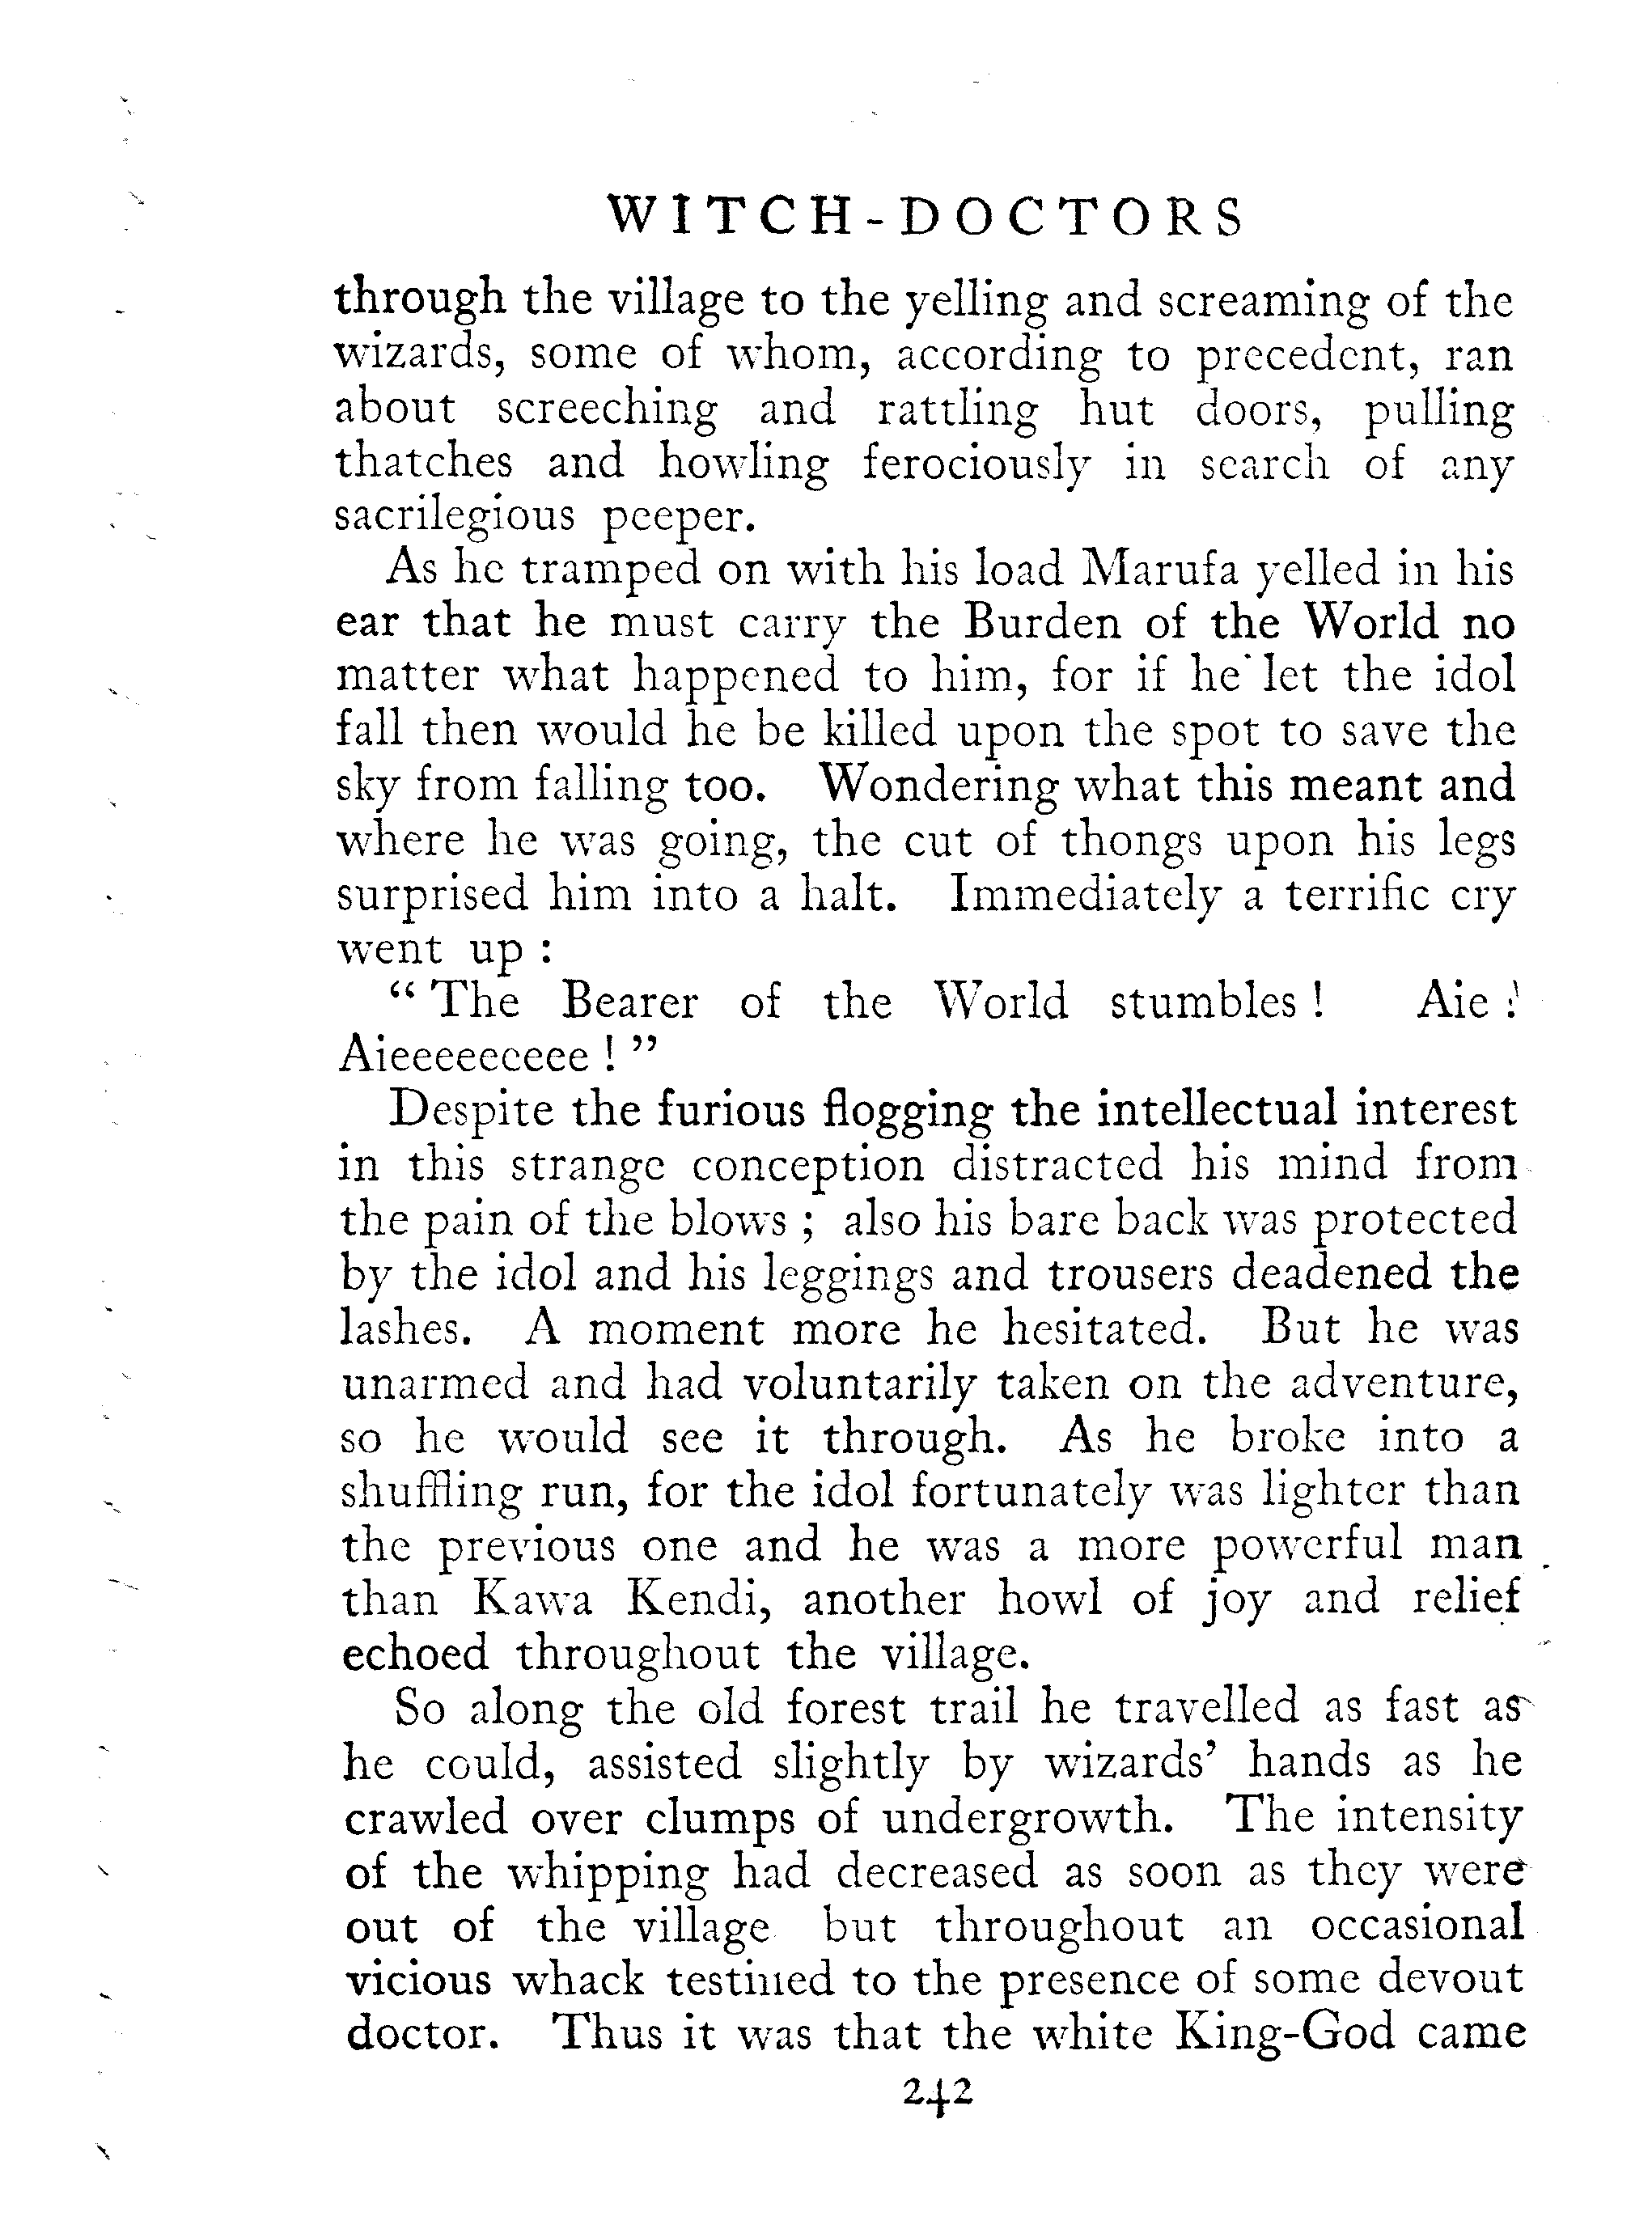 WITCH-DOCTORS
through the village to the yelling and screaming of the
wizards, some of whom, according to precedent, ran
about screeching and rattling hut doors, pulling
thatches and howling ferociously in search of any
sacrilegious peeper.
As he tramped on with his load Marufa yelled in his
ear that he must carry the Burden of the World no
matter what happened to him, for if he let the idol
fall then would he be killed upon the spot to save the
sky from falling too. Wondering what this meant and
where he was going, the cut of thongs upon his legs
surprised him into a halt. Immediately a terrific cry
went up :
“ The Bearer of the World stumbles ! Aie !
Aieeeeeeeeee ! ”
Despite the furious flogging the intellectual interest
in this strange conception distracted his mind from
the pain of the blows ; also his bare back was protected
by the idol and his leggings and trousers deadened the
lashes. A moment more he hesitated. But he was
unarmed and had voluntarily taken on the adventure,
so he would see it through. As he broke into a
shuffling run, for the idol fortunately was lighter than
the previous one and he was a more powerful man
than Kawa Kendi, another howl of joy and relief
echoed throughout the village.
So along the old forest trail he travelled as fast as
he could, assisted slightly by wizards’ hands as he
crawled over clumps of undergrowth. The intensity
of the whipping had decreased as soon as they were
out of the village but throughout an occasional
vicious whack testified to the presence of some devout
doctor. Thus it was that the white King-God came
242